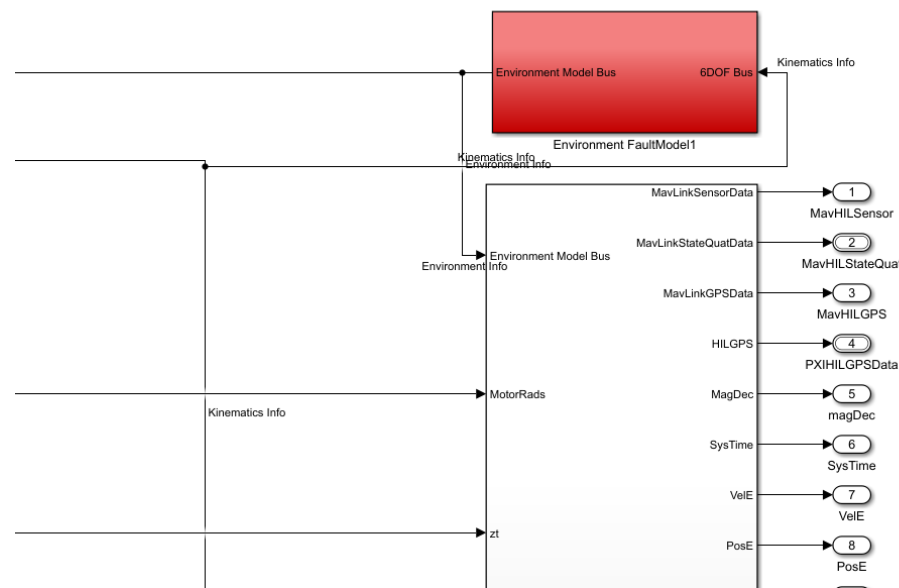 Environment Model Bus 6DOF Bus Kinematics Info
Environment FaultModel1
Kinematics Info
Environment Info
MavLinkSensorData 1
MavHILSensor
MavLinkStateQuatData 2
MavHILStateQuat
Environment Model Bus
Environment Info
MavLinkGPSData 3
MavHILGPS
HILGPS 4
PXIHILGPSData
MotorRads MagDec 5
Kinematics Info magDec
SysTime 6
SysTime
VelE 7
VelE
zt PosE 8
PosE